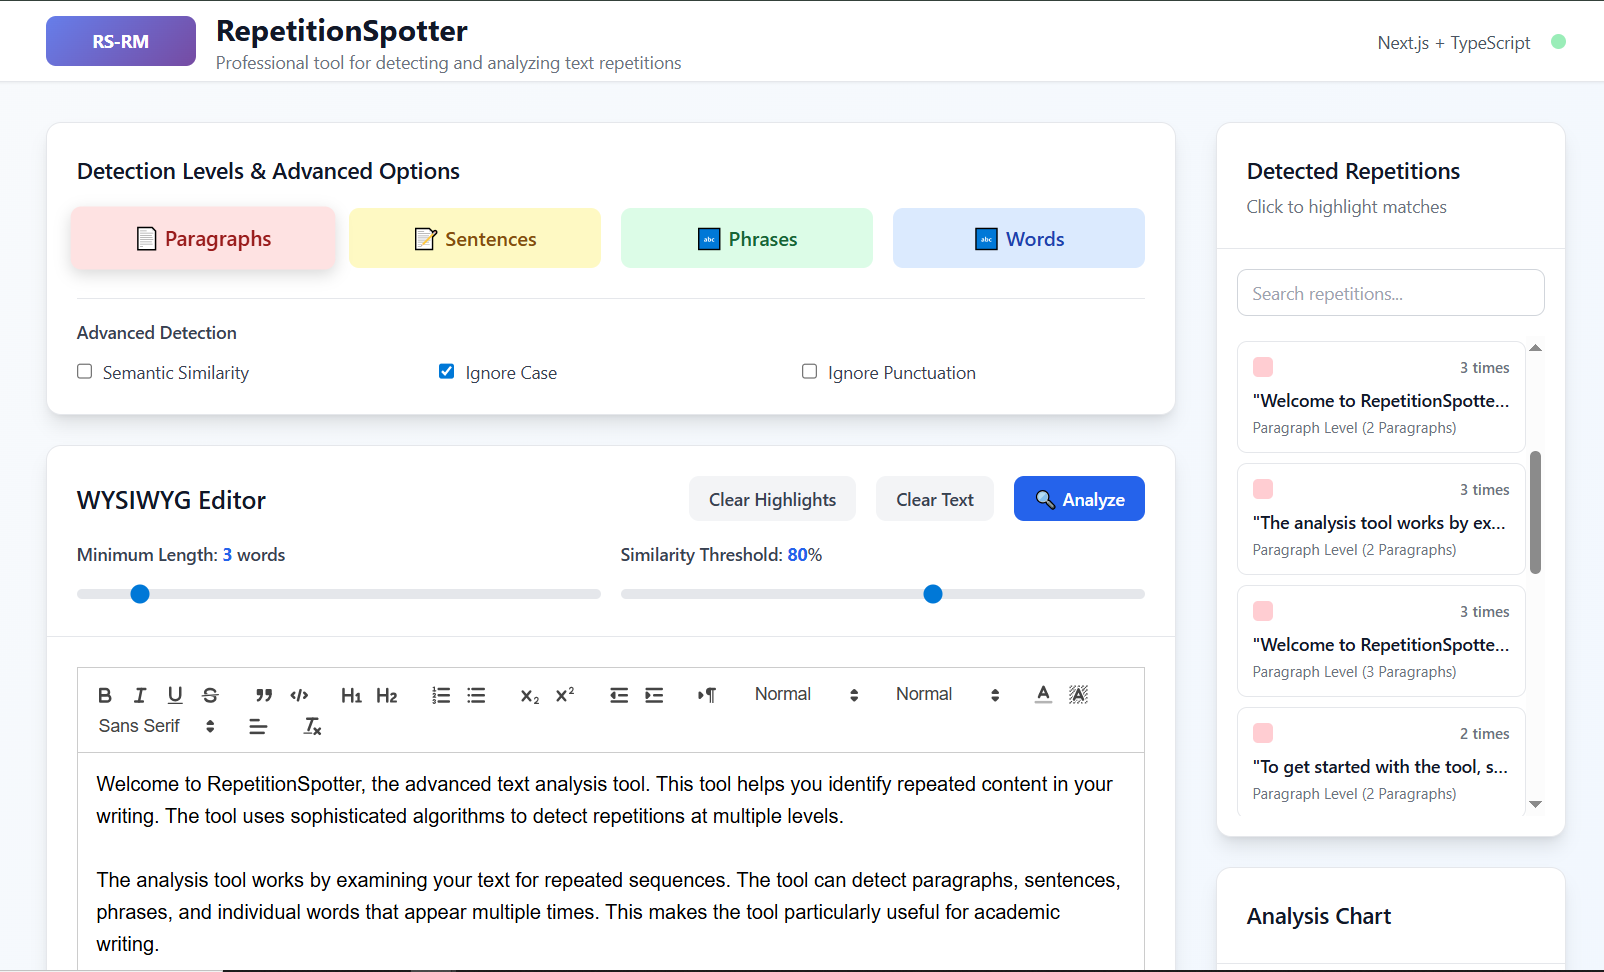 RS-RM
RepetitionSpotter
Professional tool for detecting and analyzing text repetitions
Next.js + TypeScript
Detection Levels & Advanced Options
Paragraphs
Sentences
abc Phrases
abc Words
Advanced Detection
Semantic Similarity
Ignore Case
Ignore Punctuation
WYSIWYG Editor
Clear Highlights
Clear Text
Analyze
Minimum Length: 3 words
Similarity Threshold: 80%
B I U S H1 H2 X2 X2 Normal Normal A A
Sans Serif Tx
Welcome to RepetitionSpotter, the advanced text analysis tool. This tool helps you identify repeated content in your
writing. The tool uses sophisticated algorithms to detect repetitions at multiple levels.
The analysis tool works by examining your text for repeated sequences. The tool can detect paragraphs, sentences,
phrases, and individual words that appear multiple times. This makes the tool particularly useful for academic
writing.
Detected Repetitions
Click to highlight matches
Search repetitions...
3 times
"Welcome to RepetitionSpotte...
Paragraph Level (2 Paragraphs)
3 times
"The analysis tool works by ex...
Paragraph Level (2 Paragraphs)
3 times
"Welcome to RepetitionSpotte...
Paragraph Level (3 Paragraphs)
2 times
"To get started with the tool, s...
Paragraph Level (2 Paragraphs)
Analysis Chart